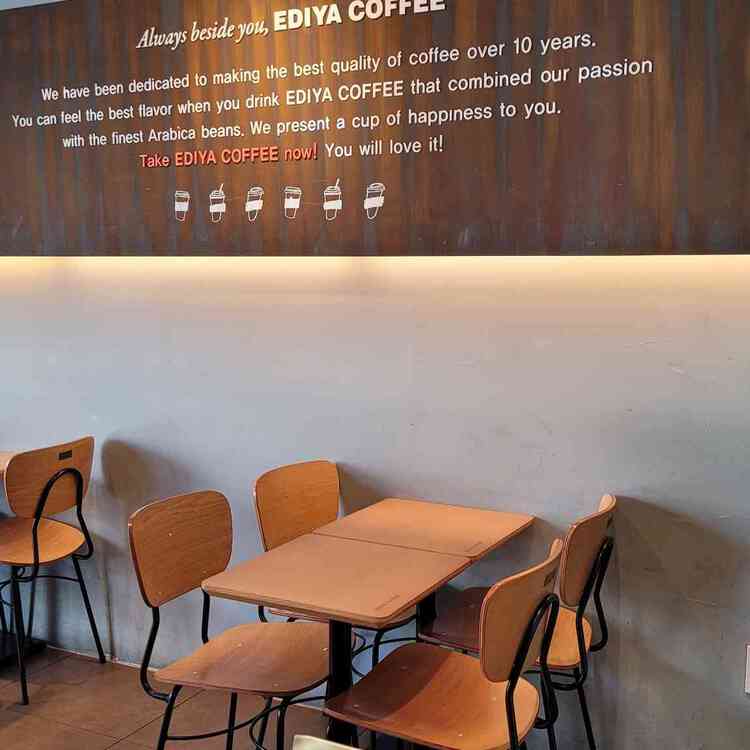 Always beside you, EDIYA COFFEE
We have been dedicated to making the best quality of coffee over 10 years.
You can feel the best flavor when you drink EDIYA COFFEE that combined our passion
with the finest Arabica beans. We present a cup of happiness to you.
Take EDIYA COFFEE now! You will love it!